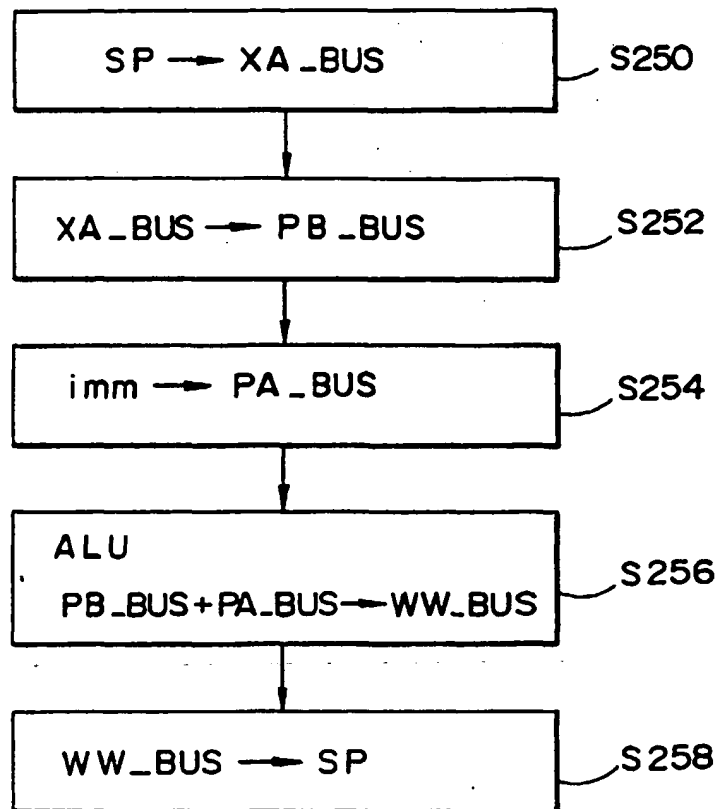 SP → XA_BUS
S250
XA_BUS → PB_BUS
S252
imm → PA_BUS
S254
ALU
PB_BUS+PA_BUS→WW_BUS
S256
WW_BUS → SP
S258